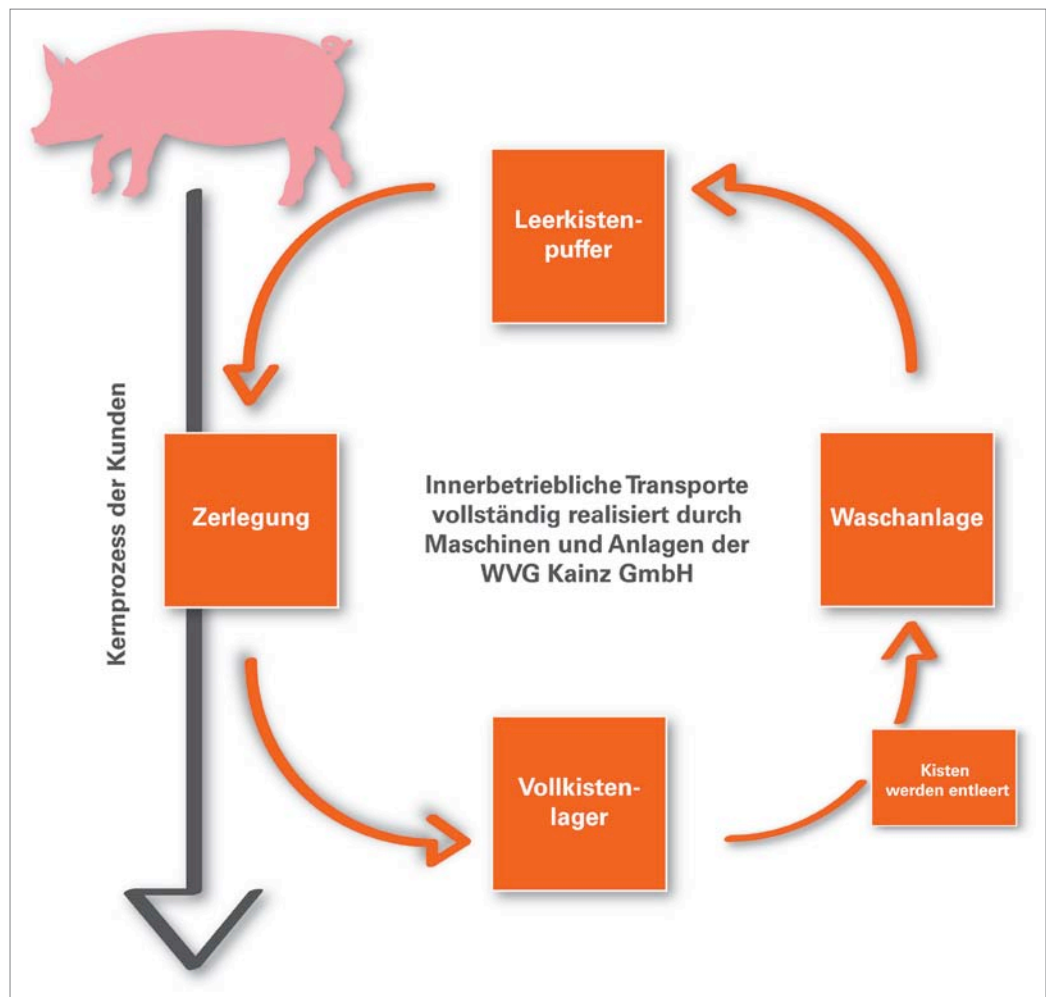 Leerkisten-
puffer
Kernprozess der Kunden
Zerlegung
Innerbetriebliche Transporte
vollständig realisiert durch
Maschinen und Anlagen der
WVG Kainz GmbH
Waschanlage
Vollkisten-
lager
Kisten
werden entleert